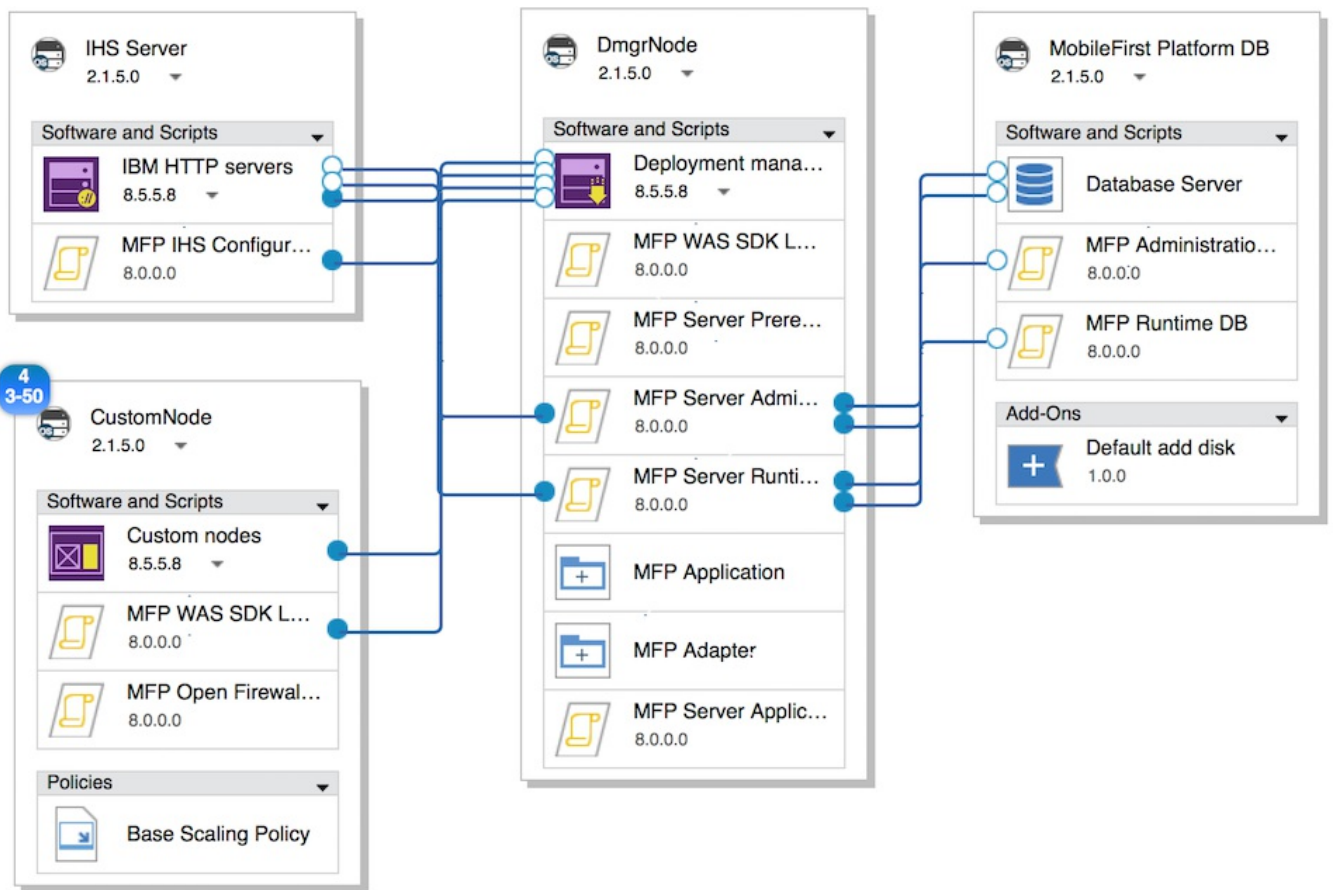 IHS Server
2.1.5.0
Software and Scripts
IBM HTTP servers
8.5.5.8
MFP IHS Configur...
8.0.0.0
4
3-50
CustomNode
2.1.5.0
Software and Scripts
Custom nodes
8.5.5.8
MFP WAS SDK L...
8.0.0.0
MFP Open Firewal...
8.0.0.0
Policies
Base Scaling Policy
DmgrNode
2.1.5.0
Software and Scripts
Deployment mana...
8.5.5.8
MFP WAS SDK L...
8.0.0.0
MFP Server Prere...
8.0.0.0
MFP Server Admi...
8.0.0.0
MFP Server Runti...
8.0.0.0
MFP Application
MFP Adapter
MFP Server Applic...
8.0.0.0
MobileFirst Platform DB
2.1.5.0
Software and Scripts
Database Server
MFP Administratio...
8.0.0.0
MFP Runtime DB
8.0.0.0
Add-Ons
Default add disk
1.0.0